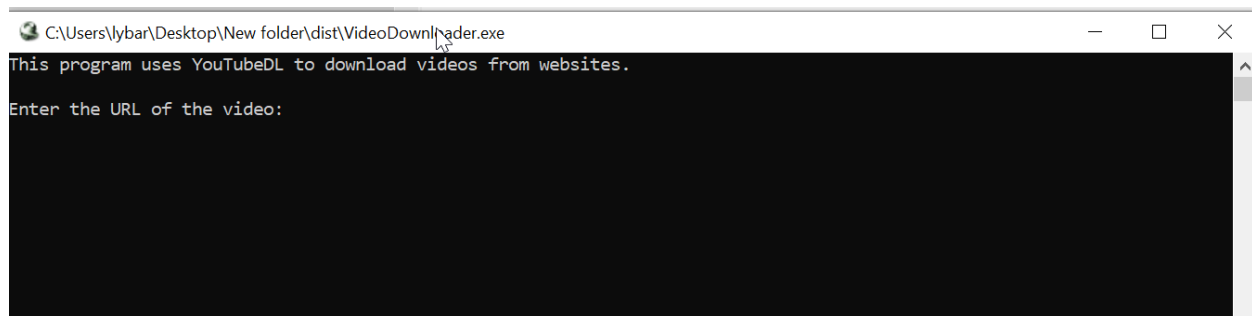 C:\Users\lybar\Desktop\New folder\dist\VideoDownloader.exe
This program uses YouTubeDL to download videos from websites.
Enter the URL of the video: